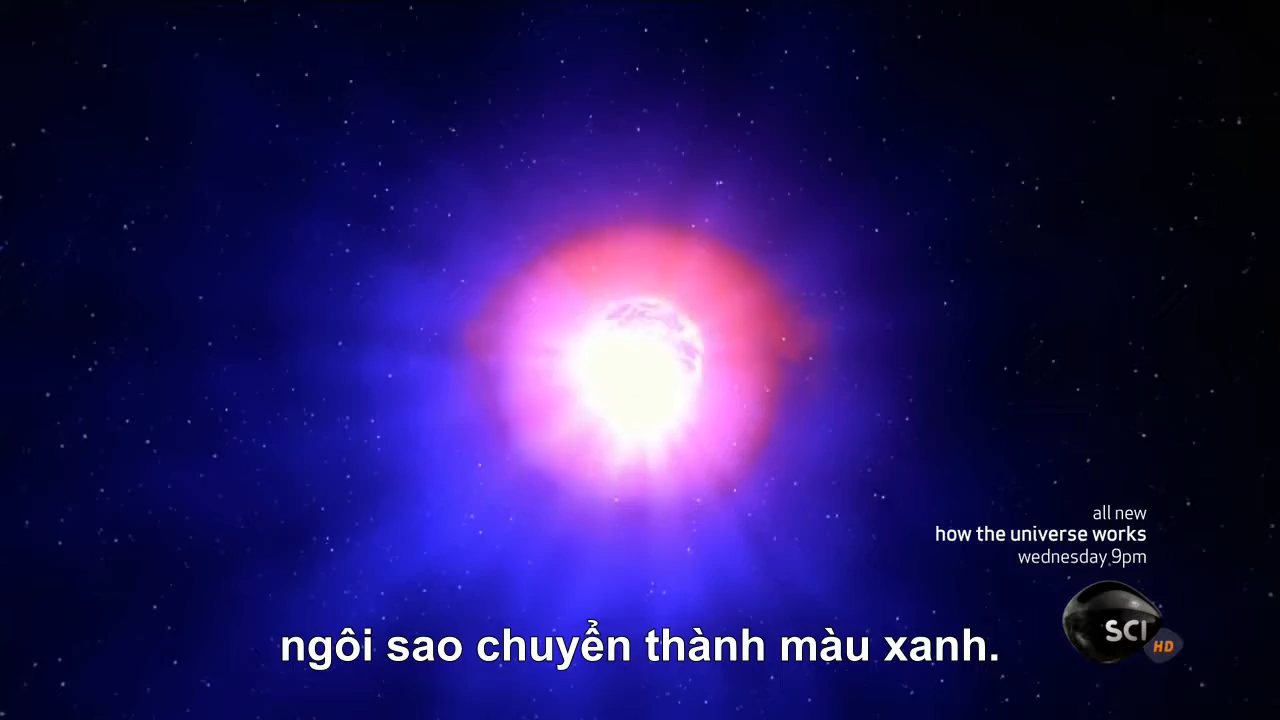 all new
how the universe works
wednesday 9pm
SCI
HD
ngôi sao chuyển thành màu xanh.